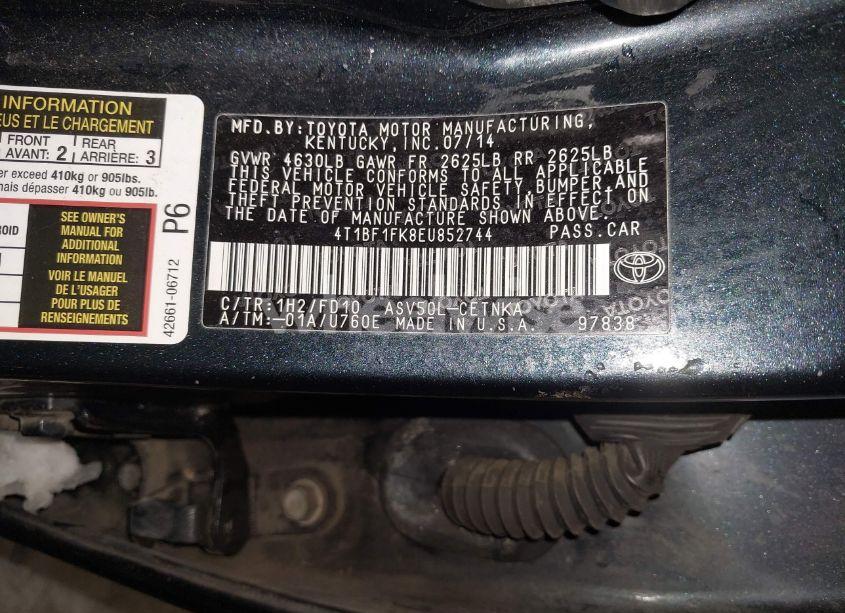 INFORMATION
EUS ET LE CHARGEMENT
FRONT
AVANT: 2
REAR
ARRIÈRE: 3
er exceed 410kg or 905lbs.
mais dépasser 410kg ou 905lb.
ROID
SEE OWNER'S
MANUAL FOR
ADDITIONAL
INFORMATION
VOIR LE MANUEL
DE L'USAGER
POUR PLUS DE
RENSEIGNEMENTS
P6
42661-06712
MFD.BY:TOYOTA MOTOR MANUFACTURING,
KENTUCKY,INC.07/14
GVWR 4630LB GAWR FR 2625LB RR 2625LB
THIS VEHICLE CONFORMS TO ALL APPLICABLE
FEDERAL MOTOR VEHICLE SAFETY,BUMPER,AND
THEFT PREVENTION STANDARDS IN EFFECT ON
THE DATE OF MANUFACTURE SHOWN ABOVE.
4T1BF1FK8EU852744 PASS.CAR
C/TR:1H2/FD10 ASV50L-CETNKA
A/TM:-01A/U760E MADE IN U.S.A. 97838